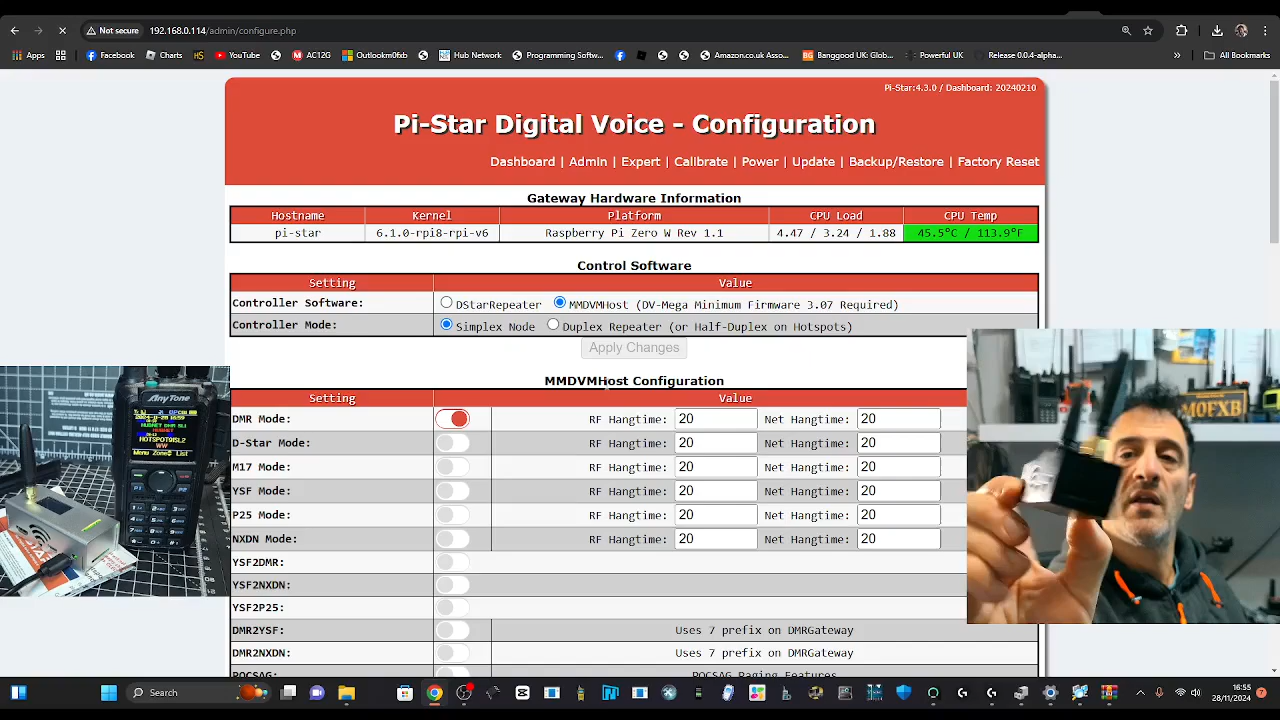 Not secure 192.168.0.114/admin/configure.php
Apps Facebook Charts HS YouTube MAC AC12G Outlookm0fxb Hub Network Programming Softw... Amazon.co.uk Asso... Banggood UK: Glob... Powerful UK Release 0.0.4-alpha... » All Bookmarks
Pi-Star:4.3.0 / Dashboard: 20240210
Pi-Star Digital Voice - Configuration
Dashboard | Admin | Expert | Calibrate | Power | Update | Backup/Restore | Factory Reset
Gateway Hardware Information
Hostname Kernel Platform CPU Load CPU Temp
pi-star 6.1.0-rpi8-rpi-v6 Raspberry Pi Zero W Rev 1.1 4.47 / 3.24 / 1.88 45.5°C / 113.9°F
Control Software
Setting Value
Controller Software: DStarRepeater MMDVMHost (DV-Mega Minimum Firmware 3.07 Required)
Controller Mode: Simplex Node Duplex Repeater (or Half-Duplex on Hotspots)
Apply Changes
MMDVMHost Configuration
Setting Value
DMR Mode: RF Hangtime: 20 Net Hangtime: 20
D-Star Mode: RF Hangtime: 20 Net Hangtime: 20
M17 Mode: RF Hangtime: 20 Net Hangtime: 20
YSF Mode: RF Hangtime: 20 Net Hangtime: 20
P25 Mode: RF Hangtime: 20 Net Hangtime: 20
NXDN Mode: RF Hangtime: 20 Net Hangtime: 20
YSF2DMR:
YSF2NXDN:
YSF2P25:
DMR2YSF: Uses 7 prefix on DMRGateway
DMR2NXDN: Uses 7 prefix on DMRGateway
POCSAG: POCSAG Paging Features
AnyTone
Menu Zone List
M0FXB
Search
16:55
28/11/2024